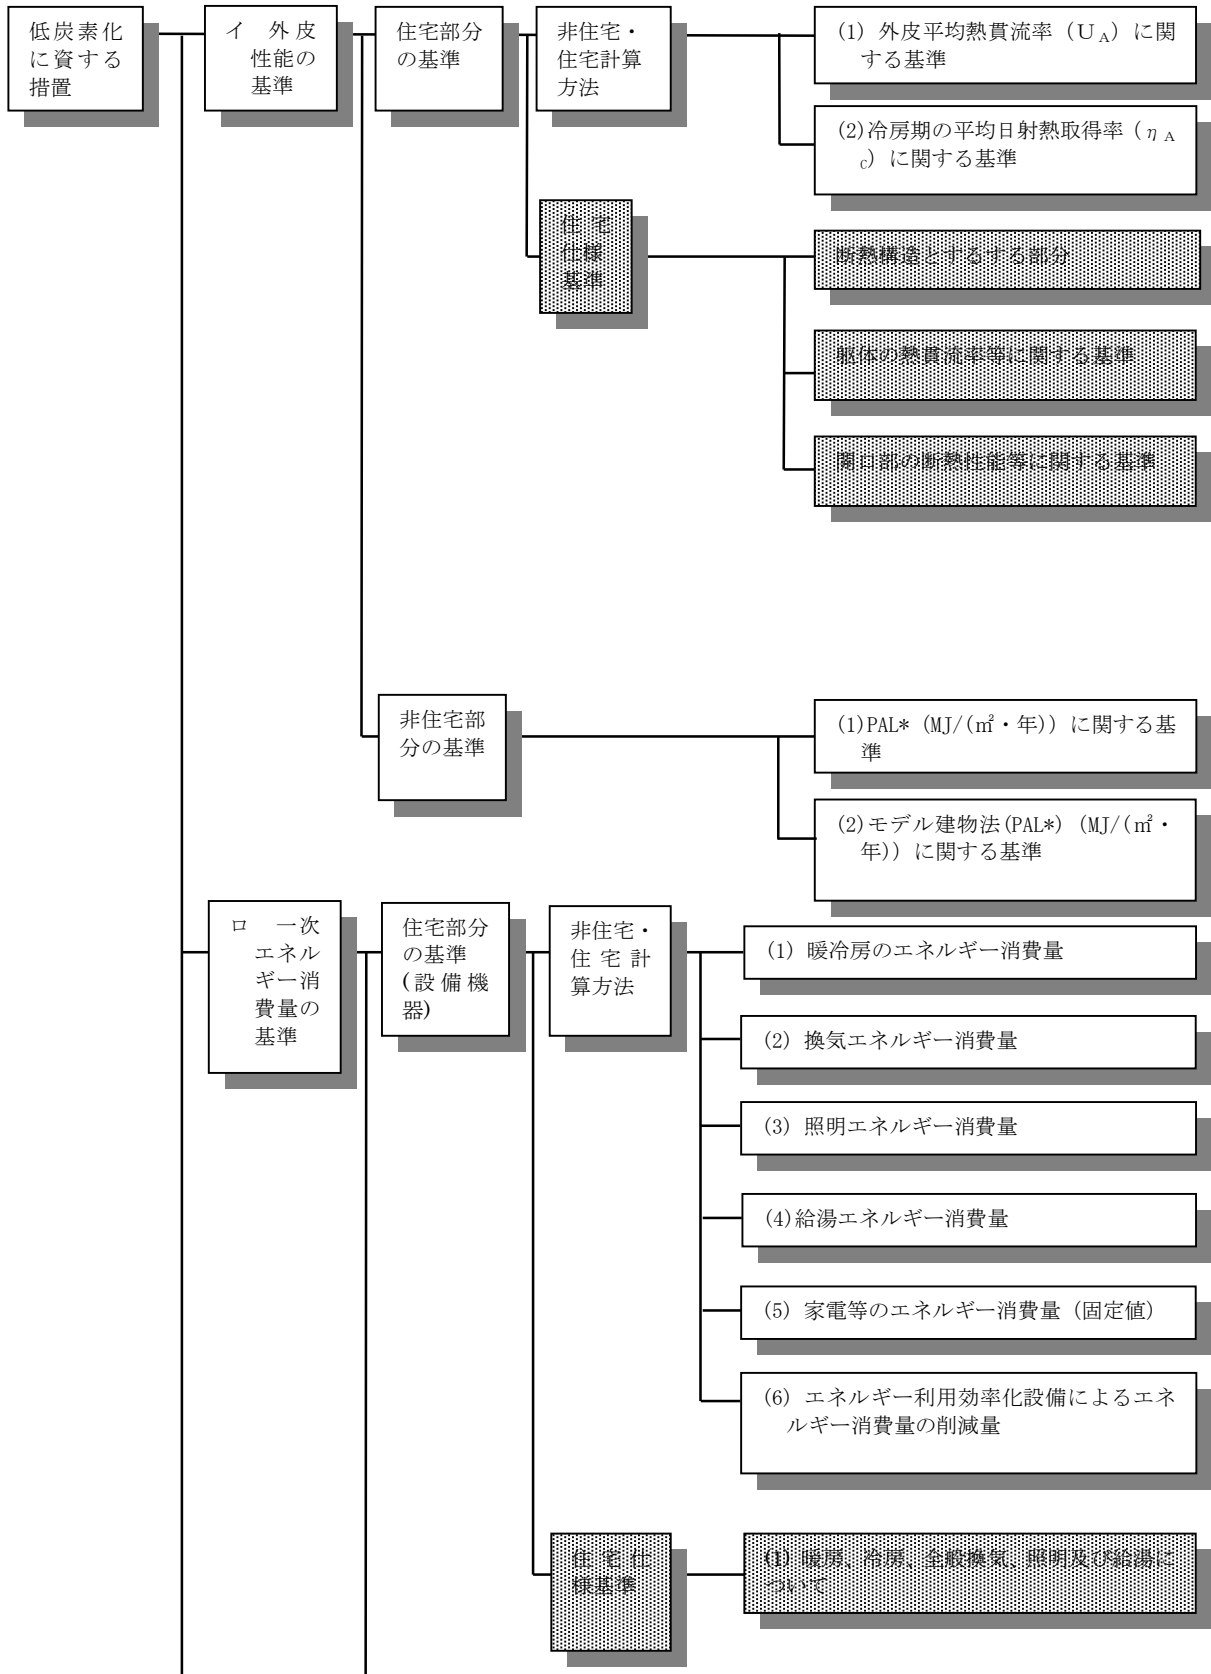 低炭素化
に資する
措置
イ　外皮
性能の
基準
住宅部分
の基準
非住宅・
住宅計算
方法
(1) 外皮平均熱貫流率（ＵA）に関
する基準
(2)冷房期の平均日射熱取得率（ηA
C）に関する基準
住宅
仕様
基準
断熱構造とするする部分
躯体の熱貫流率等に関する基準
開口部の断熱性能等に関する基準
非住宅部
分の基準
(1)PAL*（MJ/(㎡・年)）に関する基
準
(2)モデル建物法(PAL*)（MJ/(㎡・
年)）に関する基準
ロ　一次
エネル
ギー消
費量の
基準
住宅部分
の基準
(設備機
器)
非住宅・
住宅計
算方法
(1) 暖冷房のエネルギー消費量
(2) 換気エネルギー消費量
(3) 照明エネルギー消費量
(4)給湯エネルギー消費量
(5) 家電等のエネルギー消費量（固定値）
(6) エネルギー利用効率化設備によるエネ
ルギー消費量の削減量
住宅仕
様基準
(1) 暖房、冷房、全般換気、照明及び給湯に
ついて